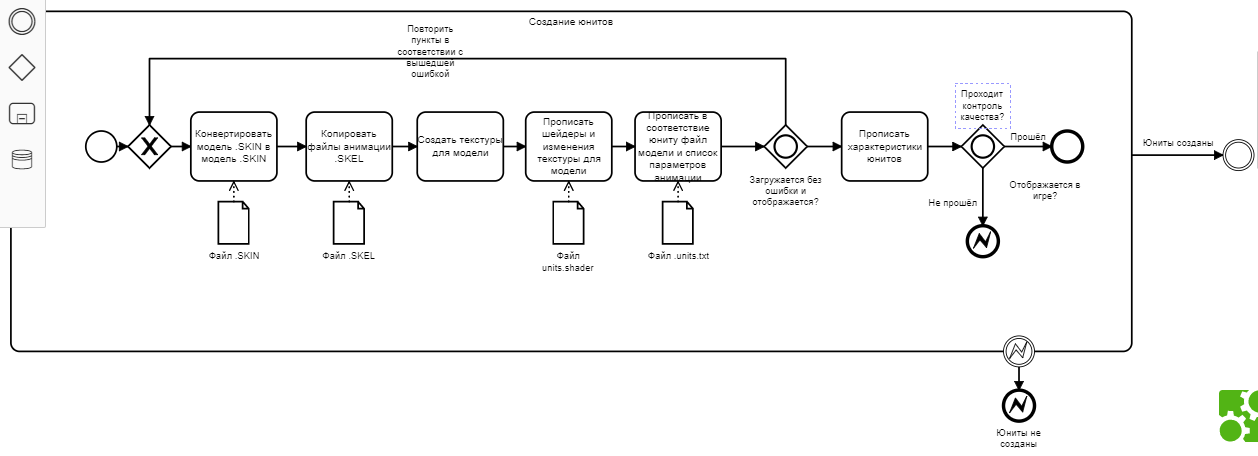 Создание юнитов
Повторить
пункты в
соответствии с
вышедшей
ошибкой
Конвертировать
модель .SKIN в
модель .SKIN
Копировать
файлы анимации
.SKEL
Создать текстуры
для модели
Прописать
шейдеры и
изменения
текстуры для
модели
Прописать в
соответствие
юниту файл
модели и список
параметров
анимации
Загружается без
ошибки и
отображается?
Прописать
характеристики
юнитов
Проходит
контроль
качества?
Прошёл
Отображается в
игре?
Не прошёл
Юниты созданы
Файл .SKIN
Файл .SKEL
Файл
units.shader
Файл .units.txt
Юниты не
созданы